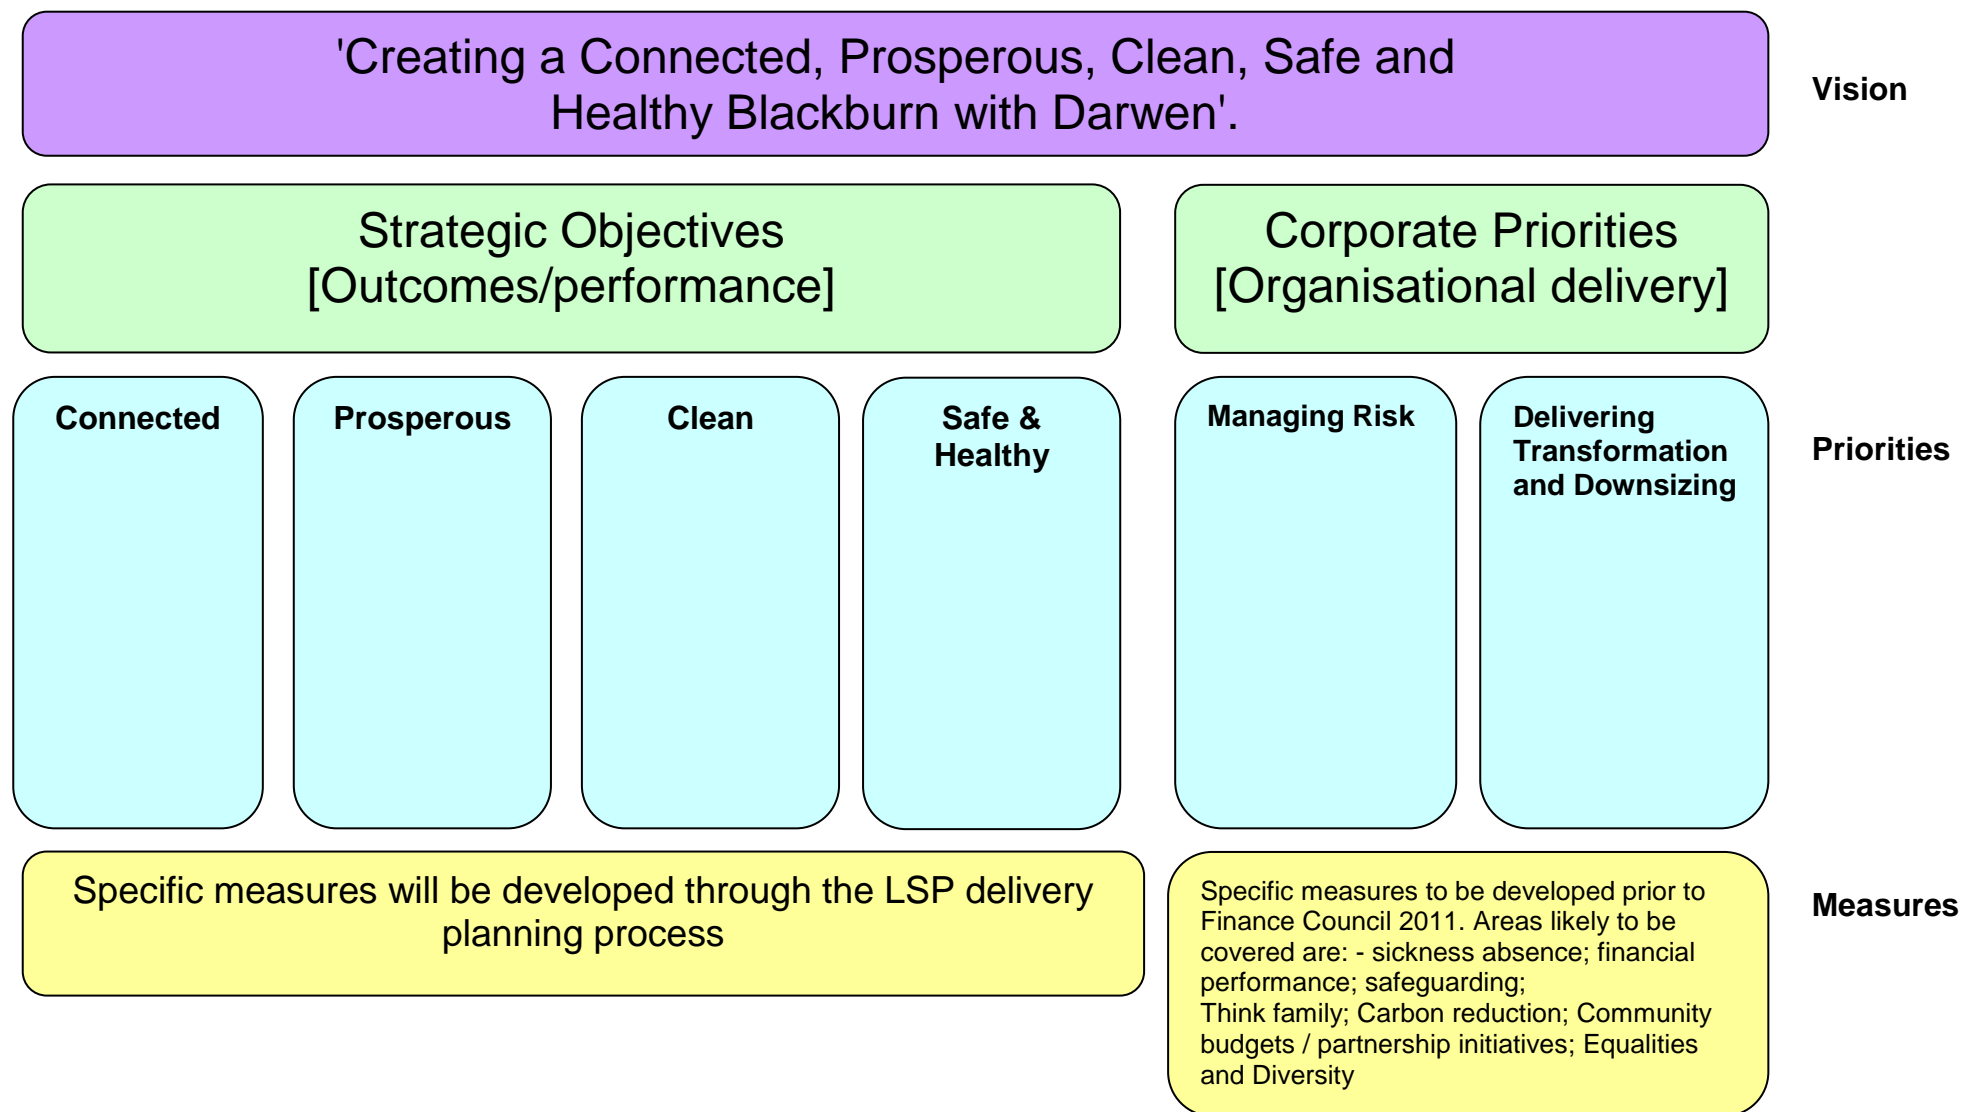 'Creating a Connected, Prosperous, Clean, Safe and
Healthy Blackburn with Darwen'.
Vision
Strategic Objectives
[Outcomes/performance]
Corporate Priorities
[Organisational delivery]
Connected
Prosperous
Clean
Safe &
Healthy
Managing Risk
Delivering
Transformation
and Downsizing
Priorities
Specific measures will be developed through the LSP delivery
planning process
Specific measures to be developed prior to
Finance Council 2011. Areas likely to be
covered are: - sickness absence; financial
performance; safeguarding;
Think family; Carbon reduction; Community
budgets / partnership initiatives; Equalities
and Diversity
Measures